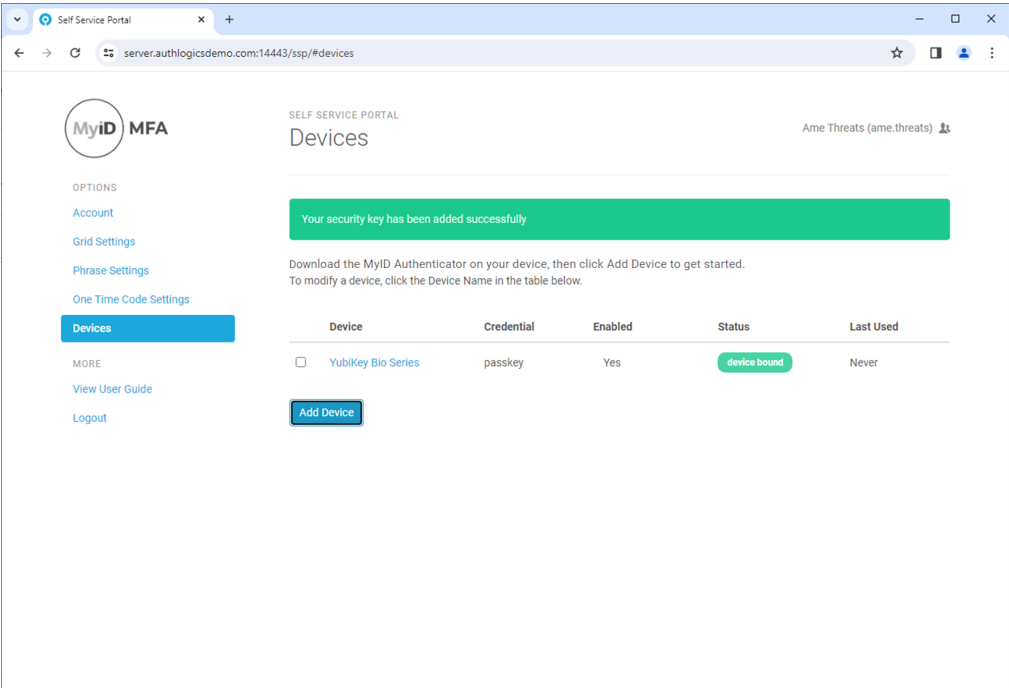 Self Service Portal
server.authlogicsdemo.com:14443/ssp/#devices
MyiD MFA
SELF SERVICE PORTAL
Devices
Ame Threats (ame.threats)
OPTIONS
Account
Grid Settings
Phrase Settings
One Time Code Settings
Devices
MORE
View User Guide
Logout
Your security key has been added successfully
Download the MyID Authenticator on your device, then click Add Device to get started.
To modify a device, click the Device Name in the table below.
Device Credential Enabled Status Last Used
YubiKey Bio Series passkey Yes device bound Never
Add Device